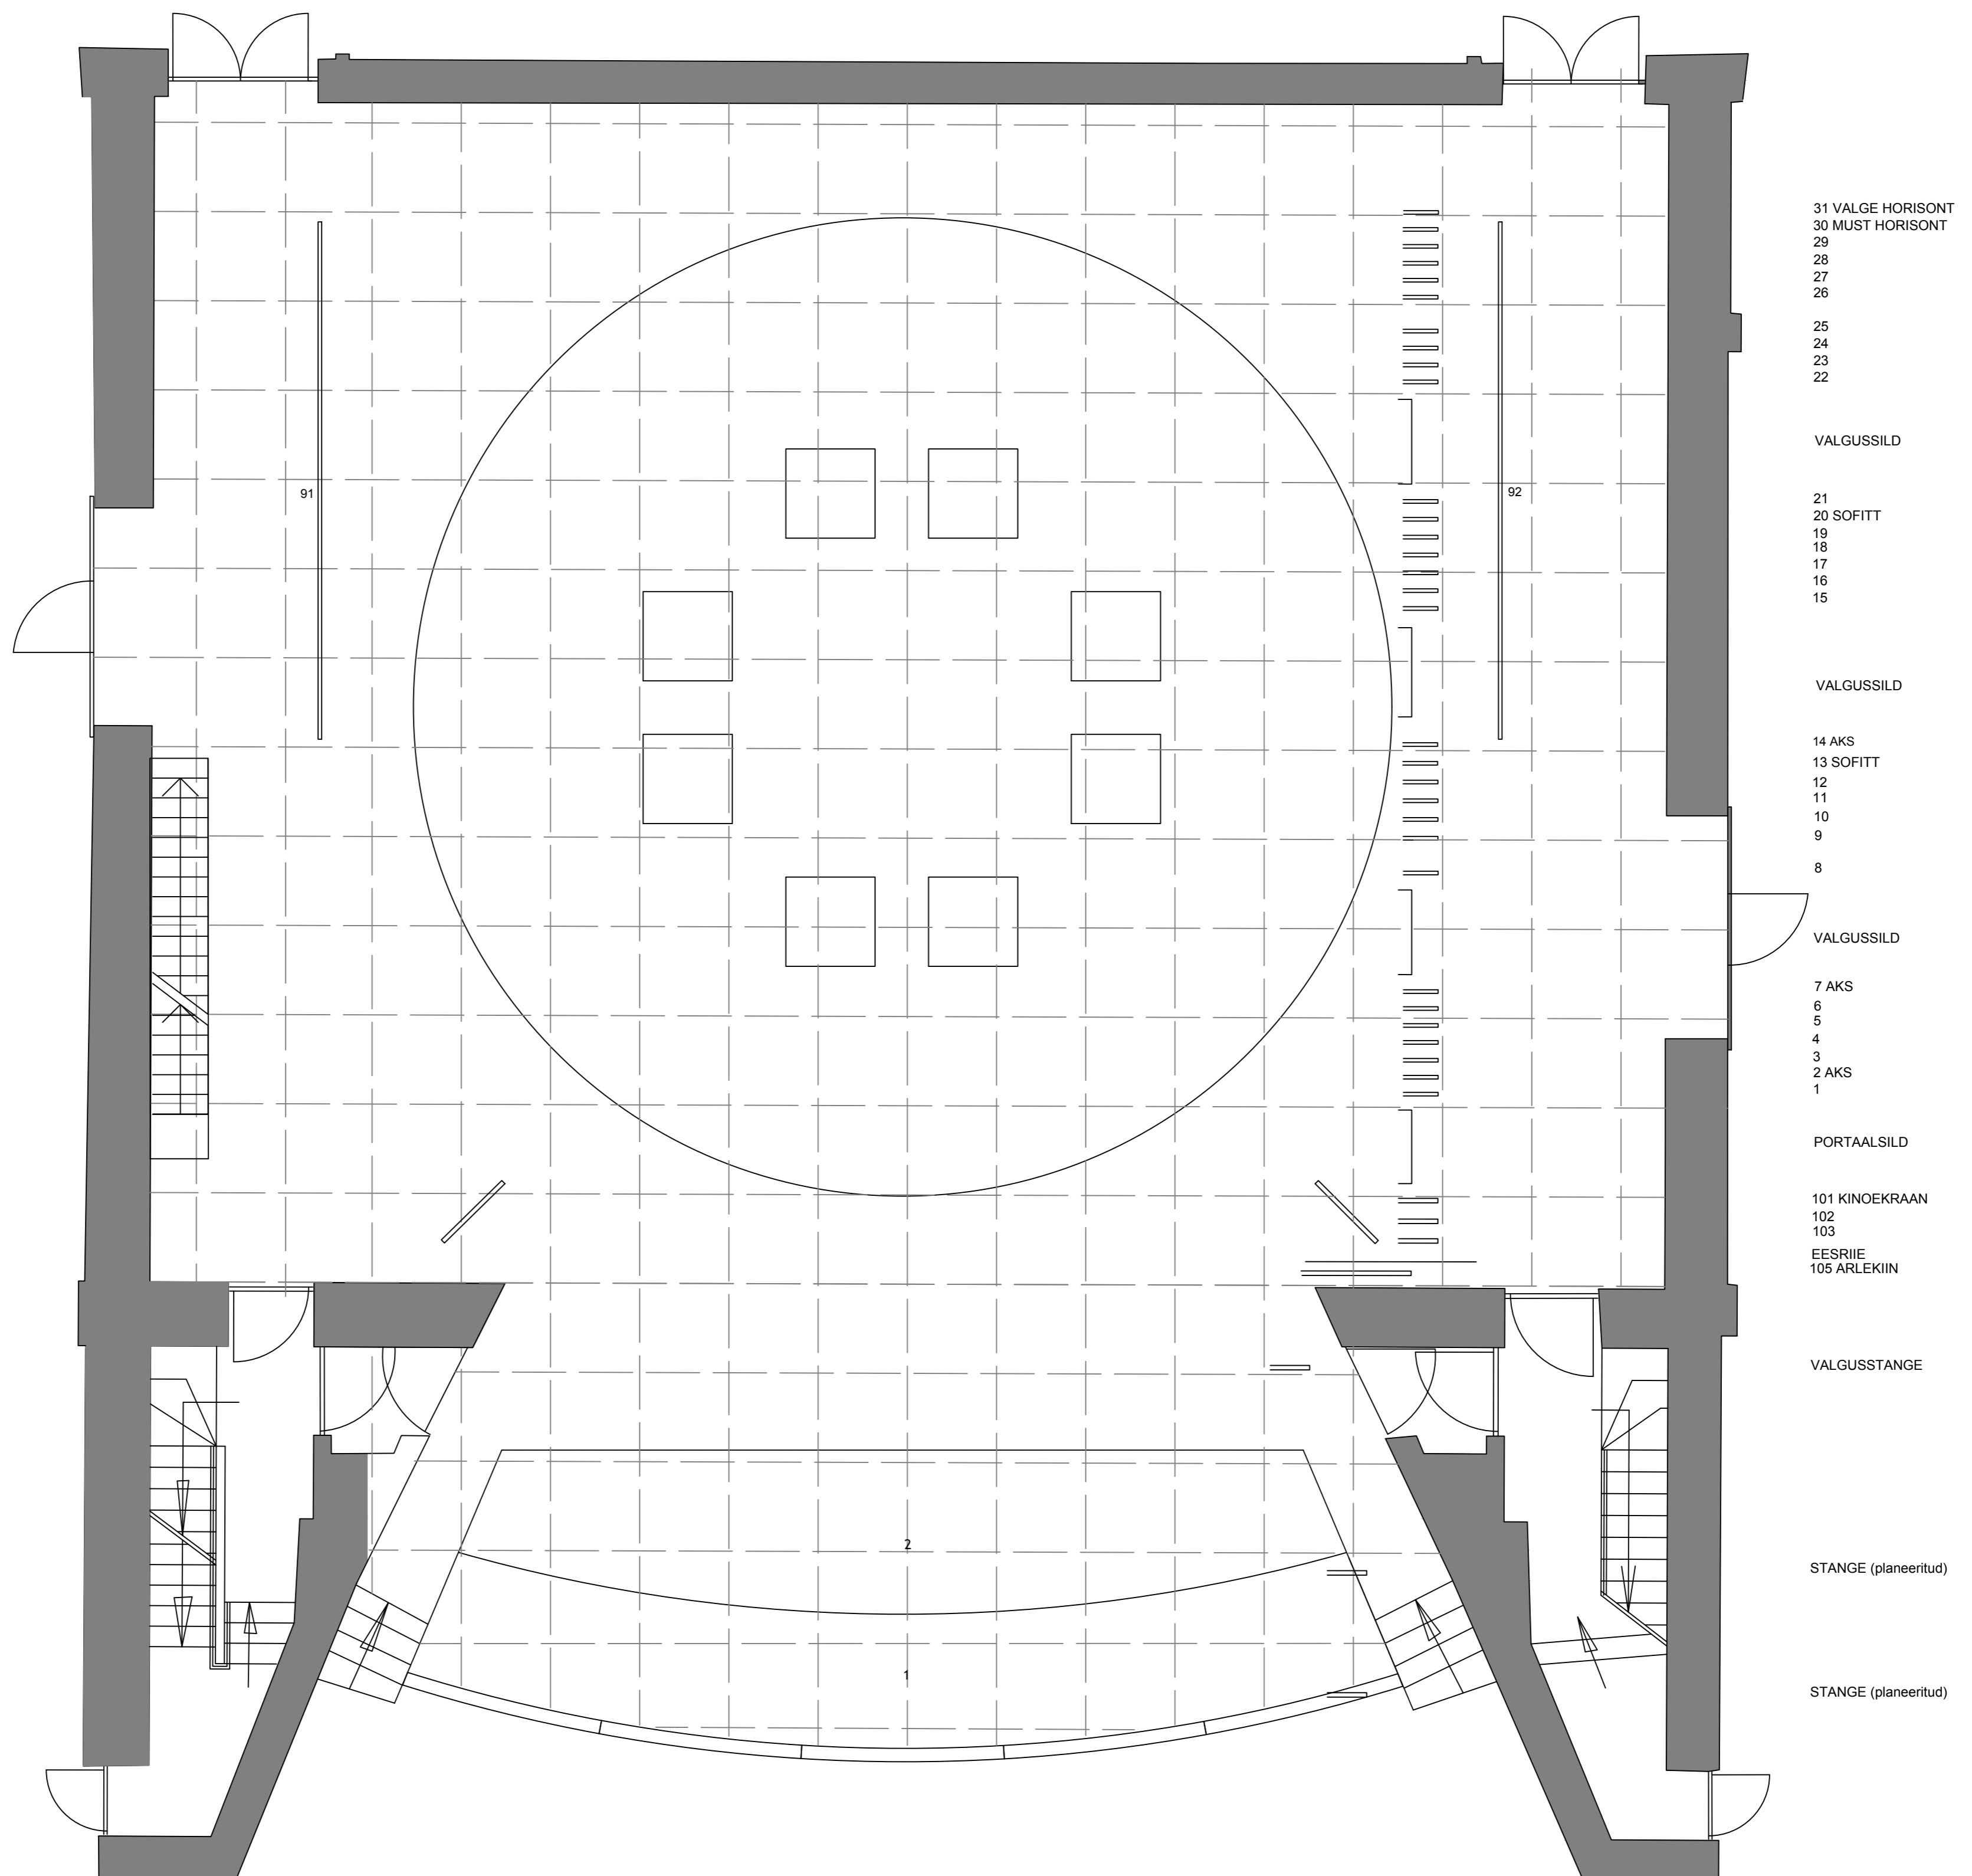 31 VALGE HORISONT
30 MUST HORISONT
29
28
27
26
25
24
23
22
VALGUSSILD
91
92
21
20 SOFITT
19
18
17
16
15
VALGUSSILD
14 AKS
13 SOFITT
12
11
10
9
8
VALGUSSILD
7 AKS
6
5
4
3
2 AKS
1
PORTAALSILD
101 KINOEKRAAN
102
103
EESRIIE
105 ARLEKIIN
VALGUSSTANGE
2
STANGE (planeeritud)
1
STANGE (planeeritud)